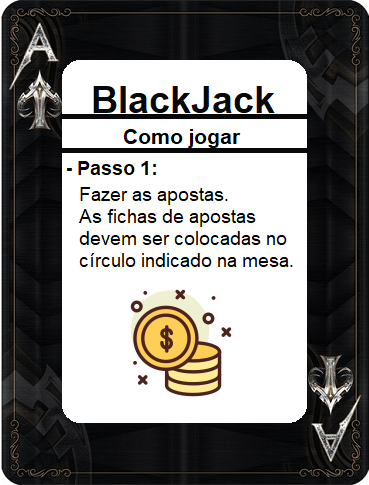 A
BlackJack
Como jogar
- Passo 1:
Fazer as apostas.
As fichas de apostas
devem ser colocadas no
círculo indicado na mesa.
$
A